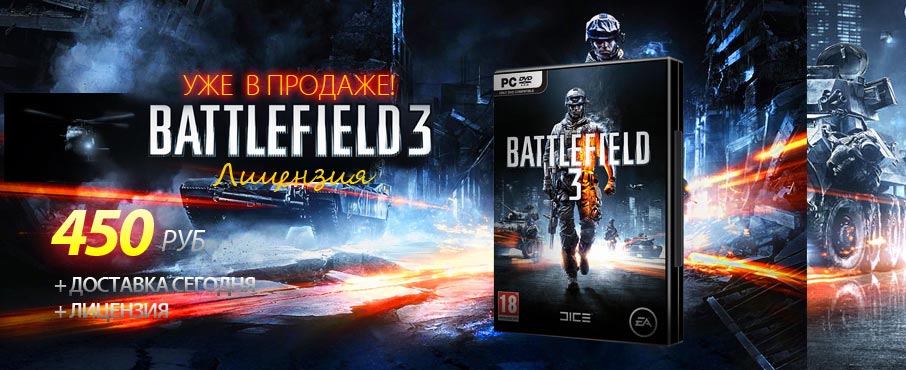 УЖЕ В ПРОДАЖЕ!
BATTLEFIELD 3
Лицензия
450 РУБ
+ ДОСТАВКА СЕГОДНЯ
+ ЛИЦЕНЗИЯ
PC DVD
BATTLEFIELD
3
18
DICE
EA